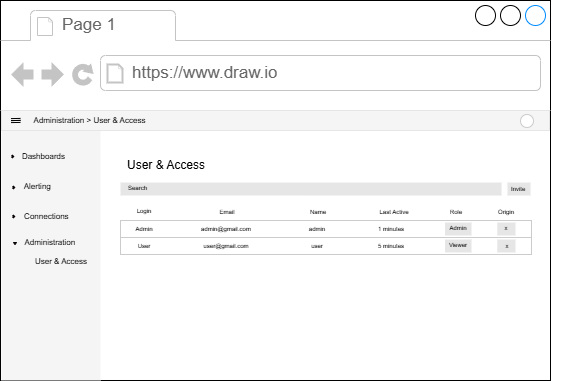 Page 1
https://www.draw.io
Administration > User & Access
Dashboards
Alerting
Connections
Administration
User & Access
User & Access
Search Invite
Login Email Name Last Active Role Origin
Admin admin@gmail.com admin 1 minutes Admin x
User user@gmail.com user 5 minutes Viewer x